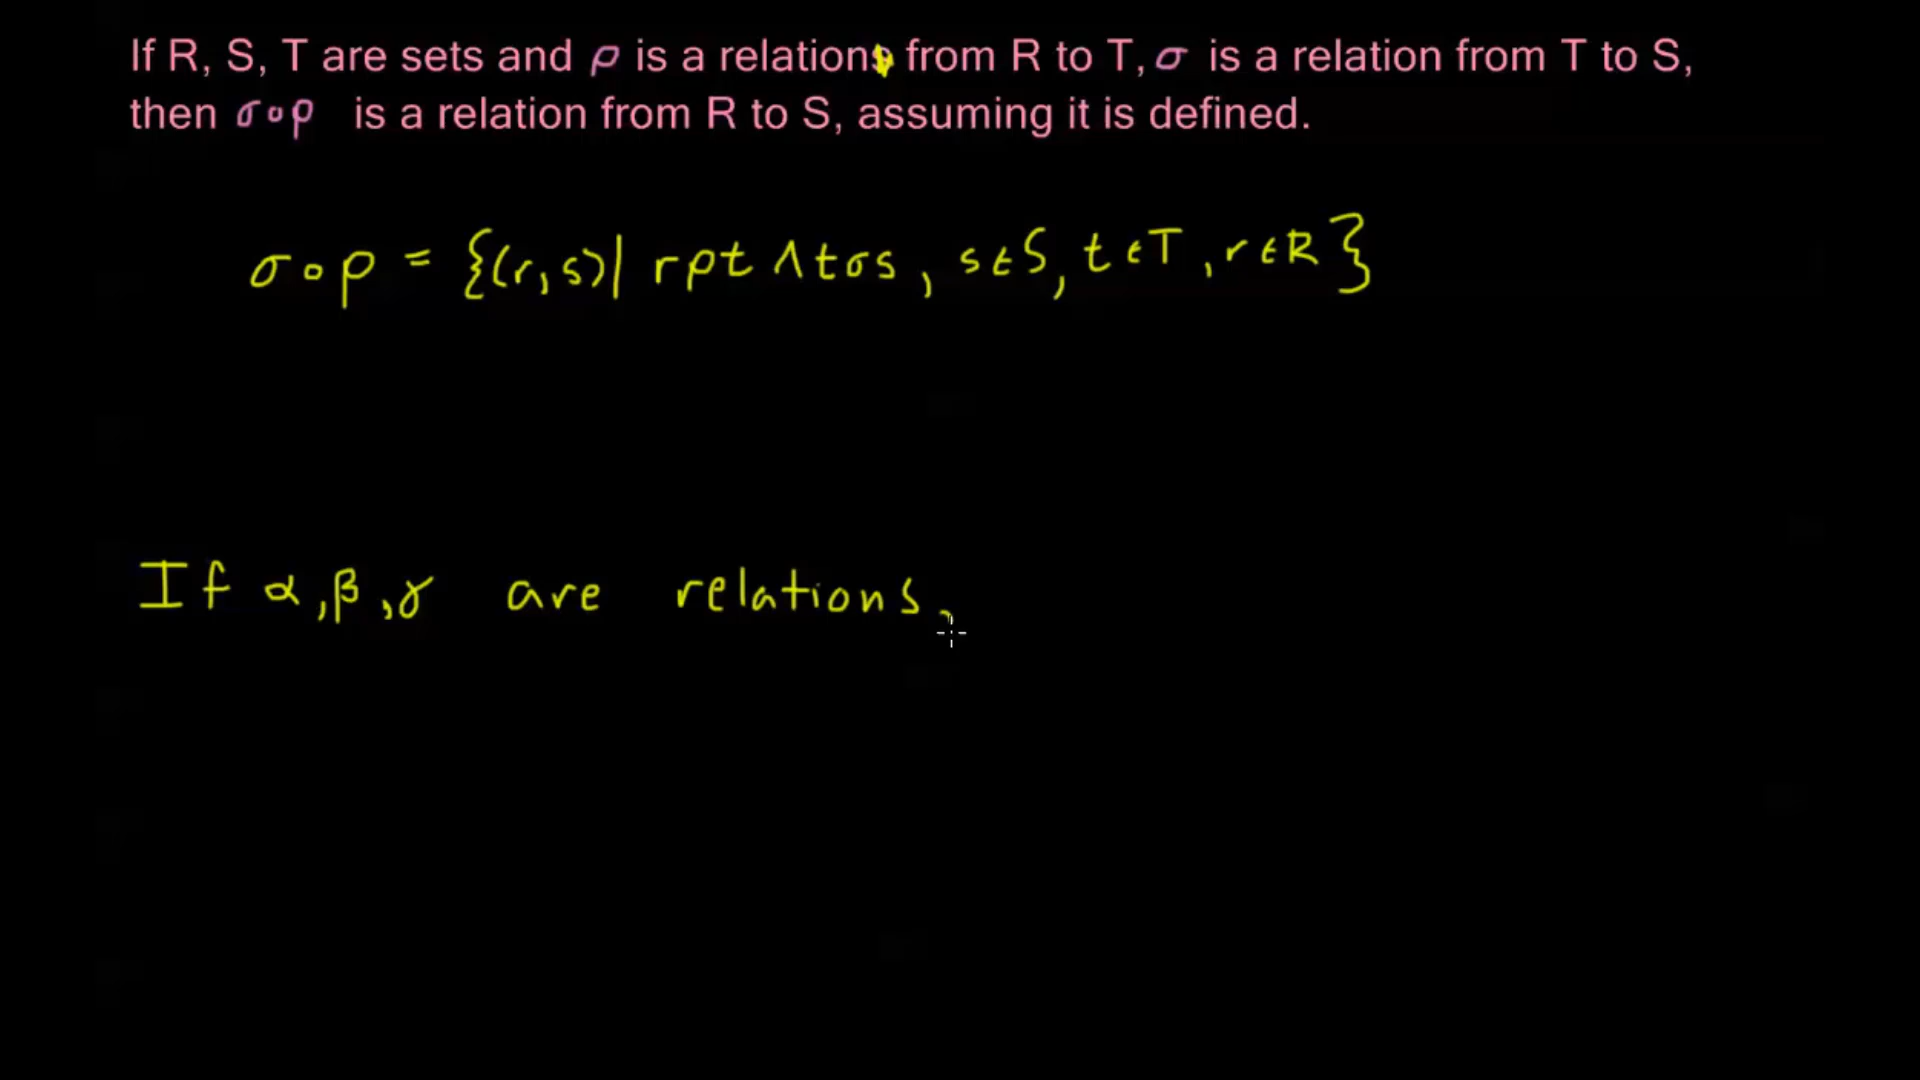 If R, S, T are sets and ρ is a relation from R to T, σ is a relation from T to S,
then σ∘ρ is a relation from R to S, assuming it is defined.
σ∘ρ = {(r,s)| rρt ∧ tσs, s∈S, t∈T, r∈R}
If α,β,γ are relations,